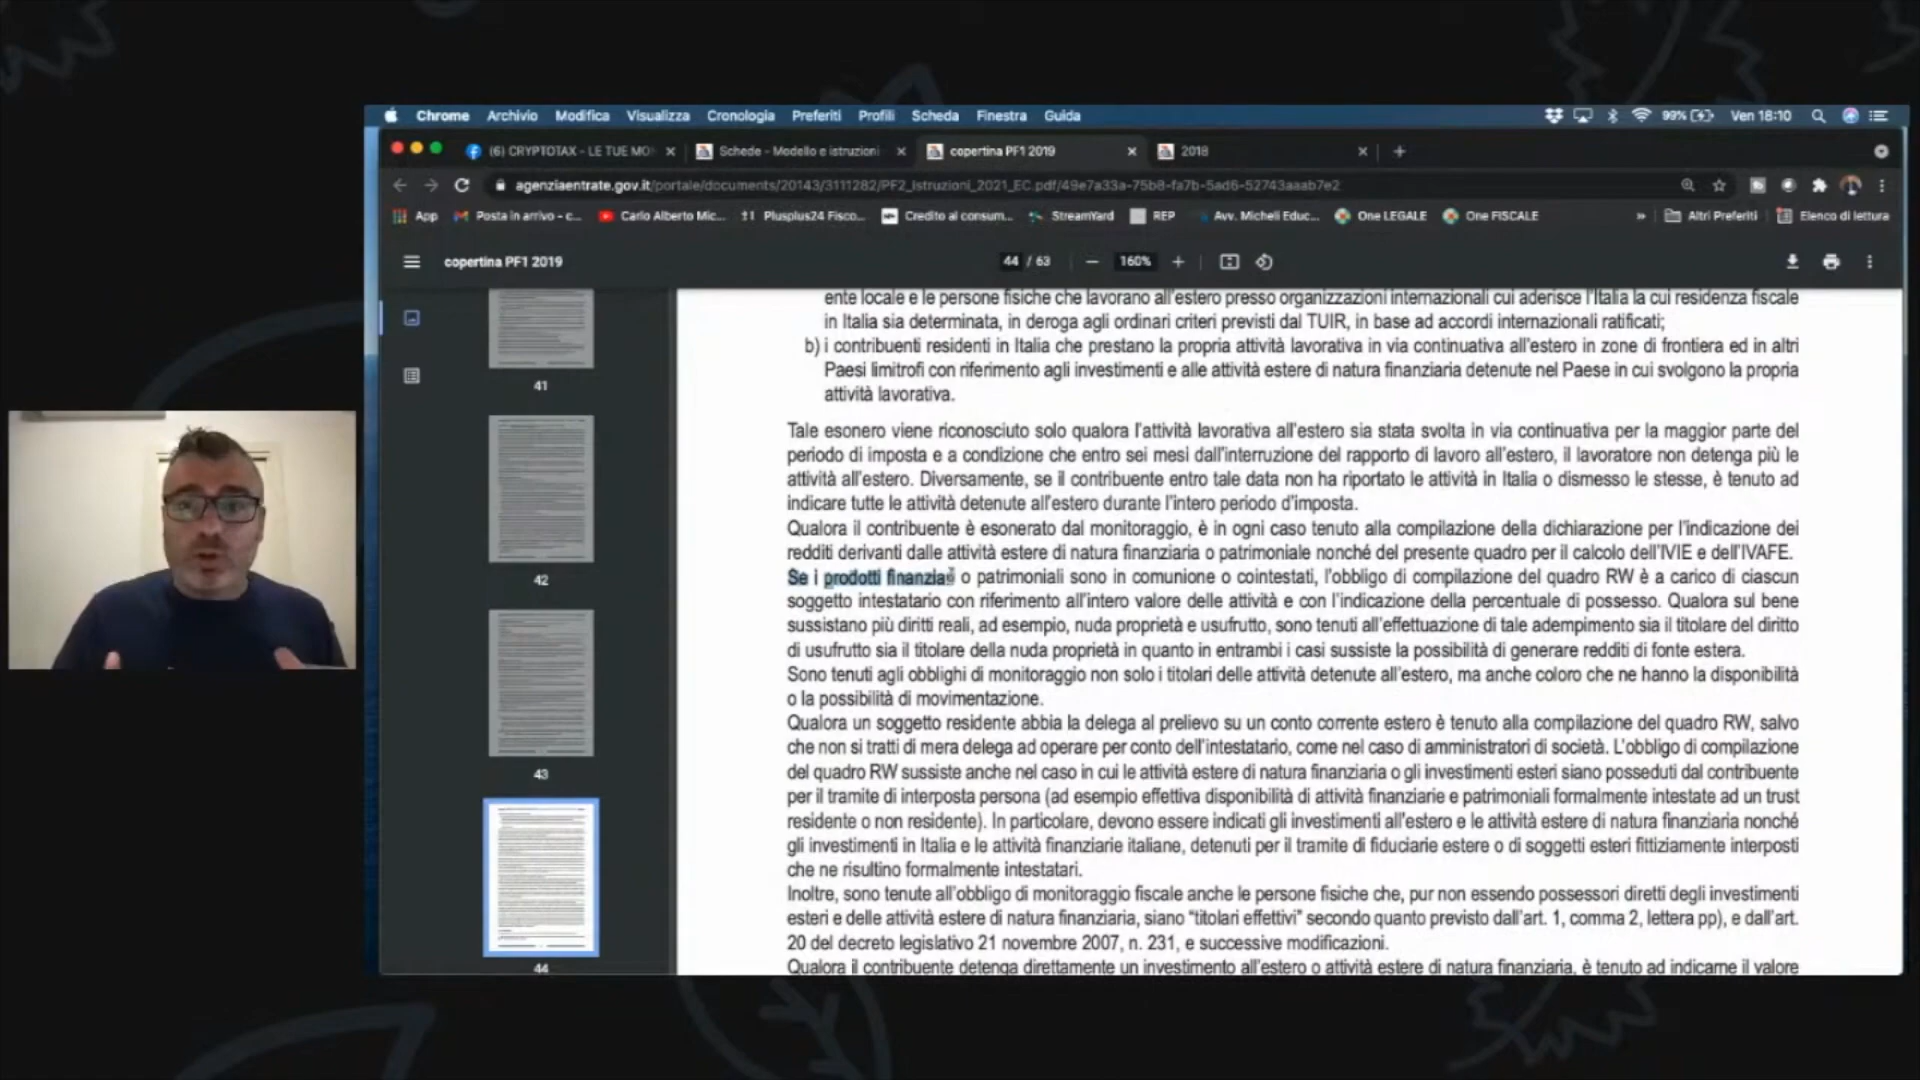 Chrome Archivio Modifica Visualizza Cronologia Preferiti Profili Scheda Finestra Guida 99% Ven 18:10
(6) CRYPTOTAX - LE TUE MO Schede - Modello e istruzioni copertina PF1 2019 2018
agenziaentrate.gov.it/portale/documents/20143/3111282/PF2_Istruzioni_2021_EC.pdf/49e7a33a-75b8-fa7b-5ad6-52743aaab7e2
App Posta in arrivo - c... Carlo Alberto Mic... Plusplus24 Fisco... Credito al consum... StreamYard REP Avv. Micheli Educ... One LEGALE One FISCALE » Altri Preferiti Elenco di lettura
copertina PF1 2019 44 / 63 160%
41
42
43
44
ente locale e le persone fisiche che lavorano all'estero presso organizzazioni internazionali cui aderisce l'Italia la cui residenza fiscale
in Italia sia determinata, in deroga agli ordinari criteri previsti dal TUIR, in base ad accordi internazionali ratificati;
b) i contribuenti residenti in Italia che prestano la propria attività lavorativa in via continuativa all'estero in zone di frontiera ed in altri
Paesi limitrofi con riferimento agli investimenti e alle attività estere di natura finanziaria detenute nel Paese in cui svolgono la propria
attività lavorativa.
Tale esonero viene riconosciuto solo qualora l'attività lavorativa all'estero sia stata svolta in via continuativa per la maggior parte del
periodo di imposta e a condizione che entro sei mesi dall'interruzione del rapporto di lavoro all'estero, il lavoratore non detenga più le
attività all'estero. Diversamente, se il contribuente entro tale data non ha riportato le attività in Italia o dismesso le stesse, è tenuto ad
indicare tutte le attività detenute all'estero durante l'intero periodo d'imposta.
Qualora il contribuente è esonerato dal monitoraggio, è in ogni caso tenuto alla compilazione della dichiarazione per l'indicazione dei
redditi derivanti dalle attività estere di natura finanziaria o patrimoniale nonché del presente quadro per il calcolo dell'IVIE e dell'IVAFE.
Se i prodotti finanziari o patrimoniali sono in comunione o cointestati, l'obbligo di compilazione del quadro RW è a carico di ciascun
soggetto intestatario con riferimento all'intero valore delle attività e con l'indicazione della percentuale di possesso. Qualora sul bene
sussistano più diritti reali, ad esempio, nuda proprietà e usufrutto, sono tenuti all'effettuazione di tale adempimento sia il titolare del diritto
di usufrutto sia il titolare della nuda proprietà in quanto in entrambi i casi sussiste la possibilità di generare redditi di fonte estera.
Sono tenuti agli obblighi di monitoraggio non solo i titolari delle attività detenute all'estero, ma anche coloro che ne hanno la disponibilità
o la possibilità di movimentazione.
Qualora un soggetto residente abbia la delega al prelievo su un conto corrente estero è tenuto alla compilazione del quadro RW, salvo
che non si tratti di mera delega ad operare per conto dell'intestatario, come nel caso di amministratori di società. L'obbligo di compilazione
del quadro RW sussiste anche nel caso in cui le attività estere di natura finanziaria o gli investimenti esteri siano posseduti dal contribuente
per il tramite di interposta persona (ad esempio effettiva disponibilità di attività finanziarie e patrimoniali formalmente intestate ad un trust
residente o non residente). In particolare, devono essere indicati gli investimenti all'estero e le attività estere di natura finanziaria nonché
gli investimenti in Italia e le attività finanziarie italiane, detenuti per il tramite di fiduciarie estere o di soggetti esteri fittiziamente interposti
che ne risultino formalmente intestatari.
Inoltre, sono tenute all'obbligo di monitoraggio fiscale anche le persone fisiche che, pur non essendo possessori diretti degli investimenti
esteri e delle attività estere di natura finanziaria, siano "titolari effettivi" secondo quanto previsto dall'art. 1, comma 2, lettera pp), e dall'art.
20 del decreto legislativo 21 novembre 2007, n. 231, e successive modificazioni.
Qualora il contribuente detenga direttamente un investimento all'estero o attività estere di natura finanziaria, è tenuto ad indicarne il valore